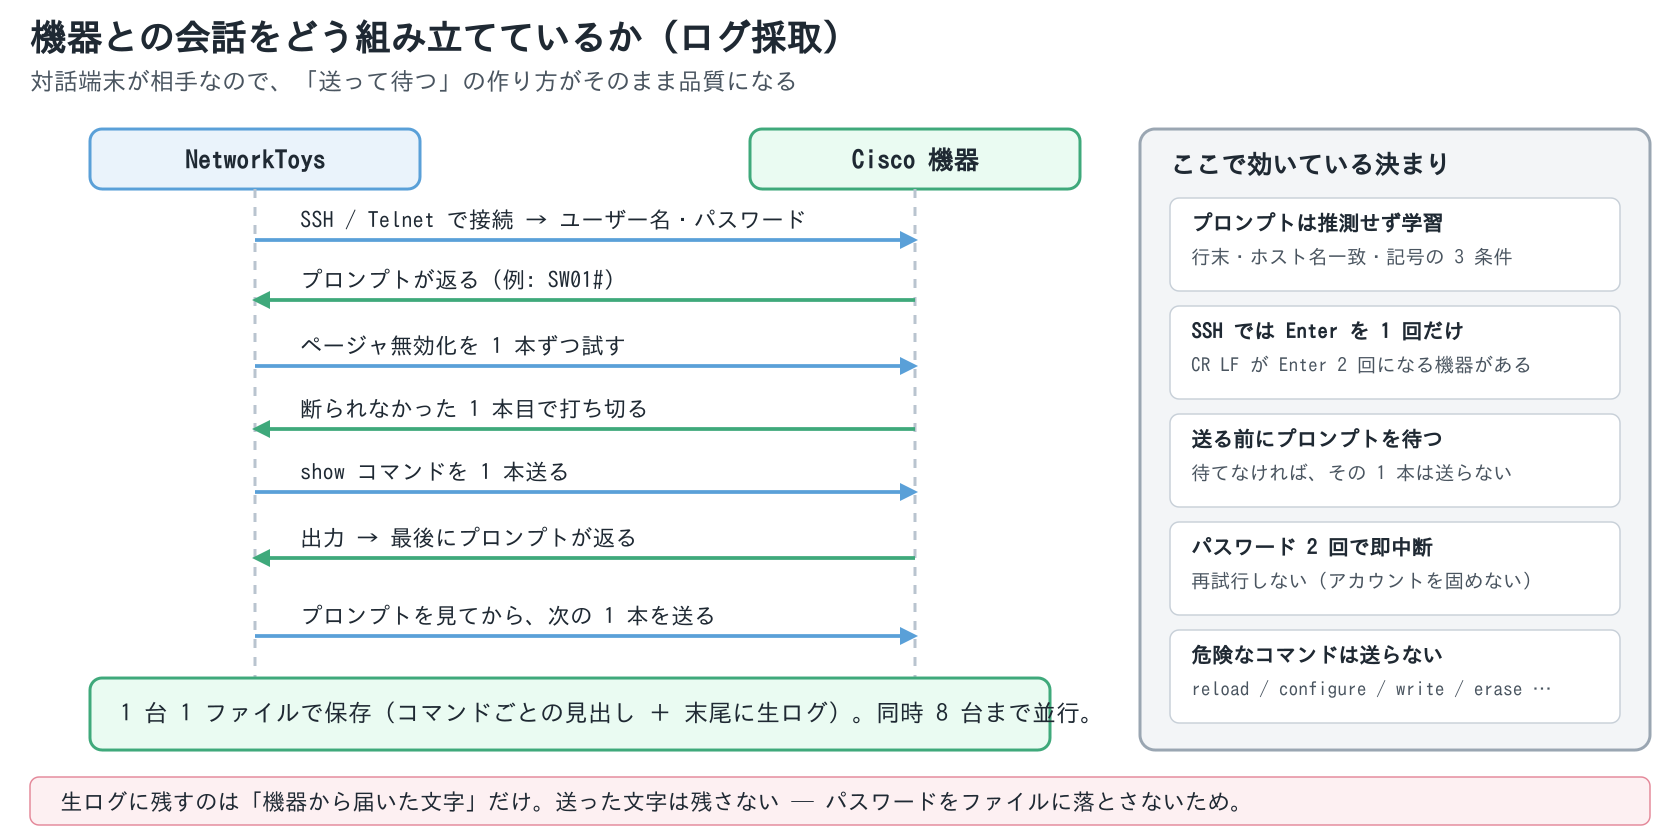 機器との会話をどう組み立てているか（ログ採取）
対話端末が相手なので、「送って待つ」の作り方がそのまま品質になる
NetworkToys
Cisco 機器
SSH / Telnet で接続 → ユーザー名・パスワード
プロンプトが返る（例: SW01#）
ページャ無効化を 1 本ずつ試す
断られなかった 1 本目で打ち切る
show コマンドを 1 本送る
出力 → 最後にプロンプトが返る
プロンプトを見てから、次の 1 本を送る
1 台 1 ファイルで保存（コマンドごとの見出し ＋ 末尾に生ログ）。同時 8 台まで並行。
ここで効いている決まり
プロンプトは推測せず学習
行末・ホスト名一致・記号の 3 条件
SSH では Enter を 1 回だけ
CR LF が Enter 2 回になる機器がある
送る前にプロンプトを待つ
待てなければ、その 1 本は送らない
パスワード 2 回で即中断
再試行しない（アカウントを固めない）
危険なコマンドは送らない
reload / configure / write / erase …
生ログに残すのは「機器から届いた文字」だけ。送った文字は残さない — パスワードをファイルに落とさないため。